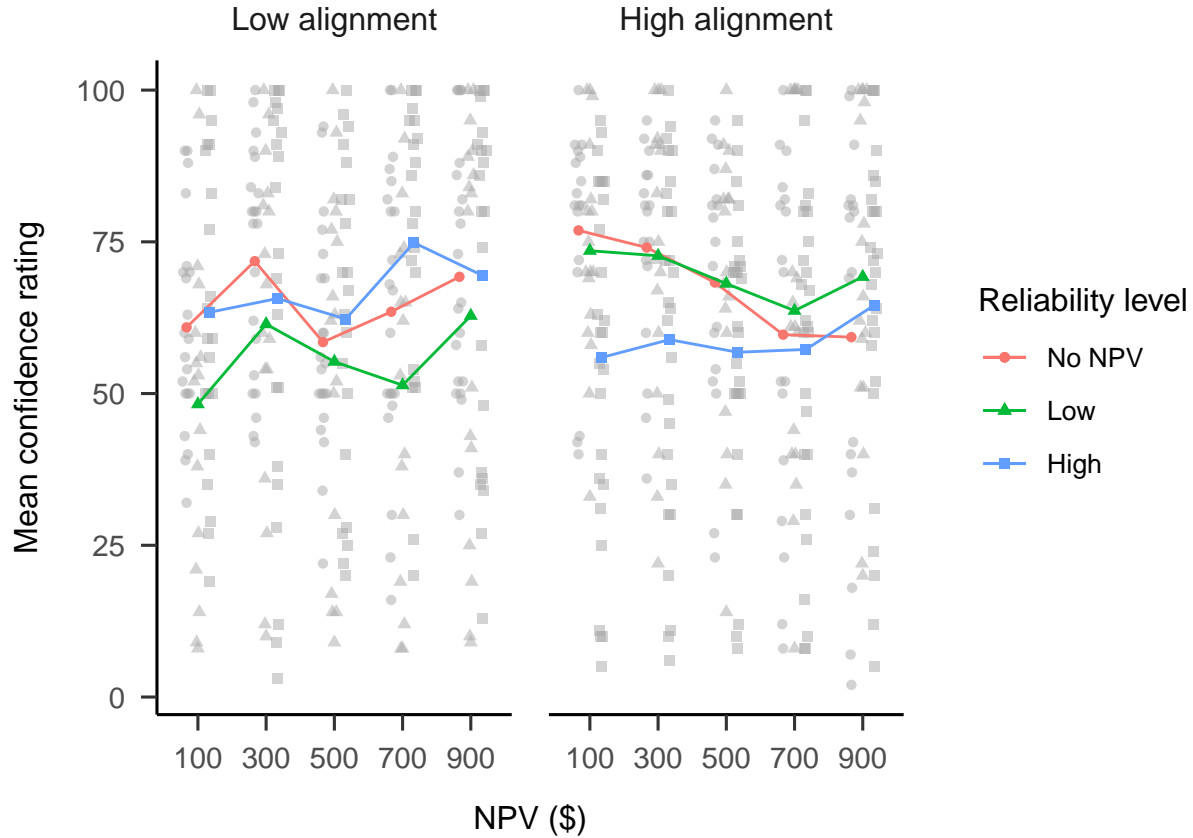 Low alignment
High alignment
Mean confidence rating
100
75
50
25
0
100 300 500 700 900
100 300 500 700 900
NPV ($)
Reliability level
No NPV
Low
High